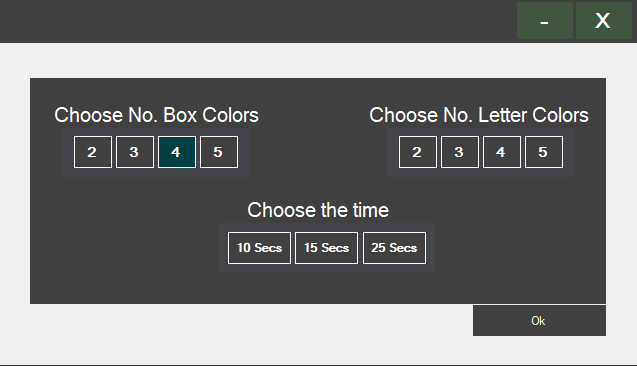 - X
Choose No. Box Colors Choose No. Letter Colors
2 3 4 5 2 3 4 5
Choose the time
10 Secs 15 Secs 25 Secs
Ok